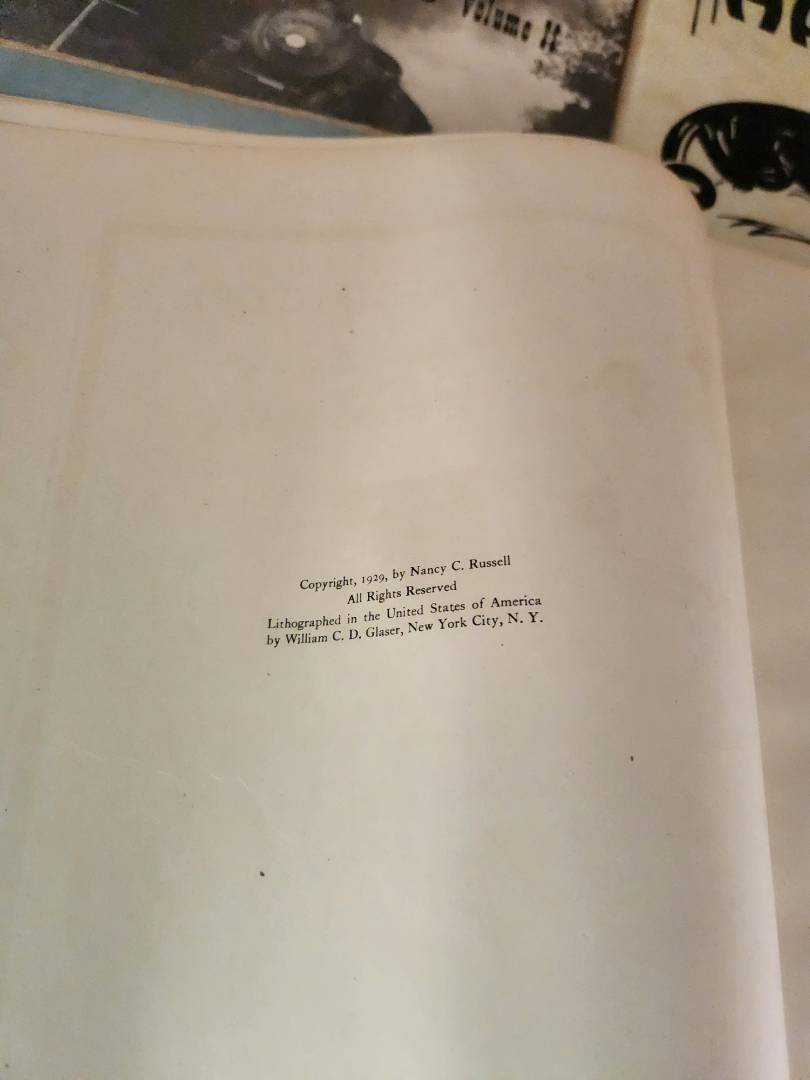 Volume II
Copyright, 1929, by Nancy C. Russell
All Rights Reserved
Lithographed in the United States of America
by William C. D. Glaser, New York City, N. Y.